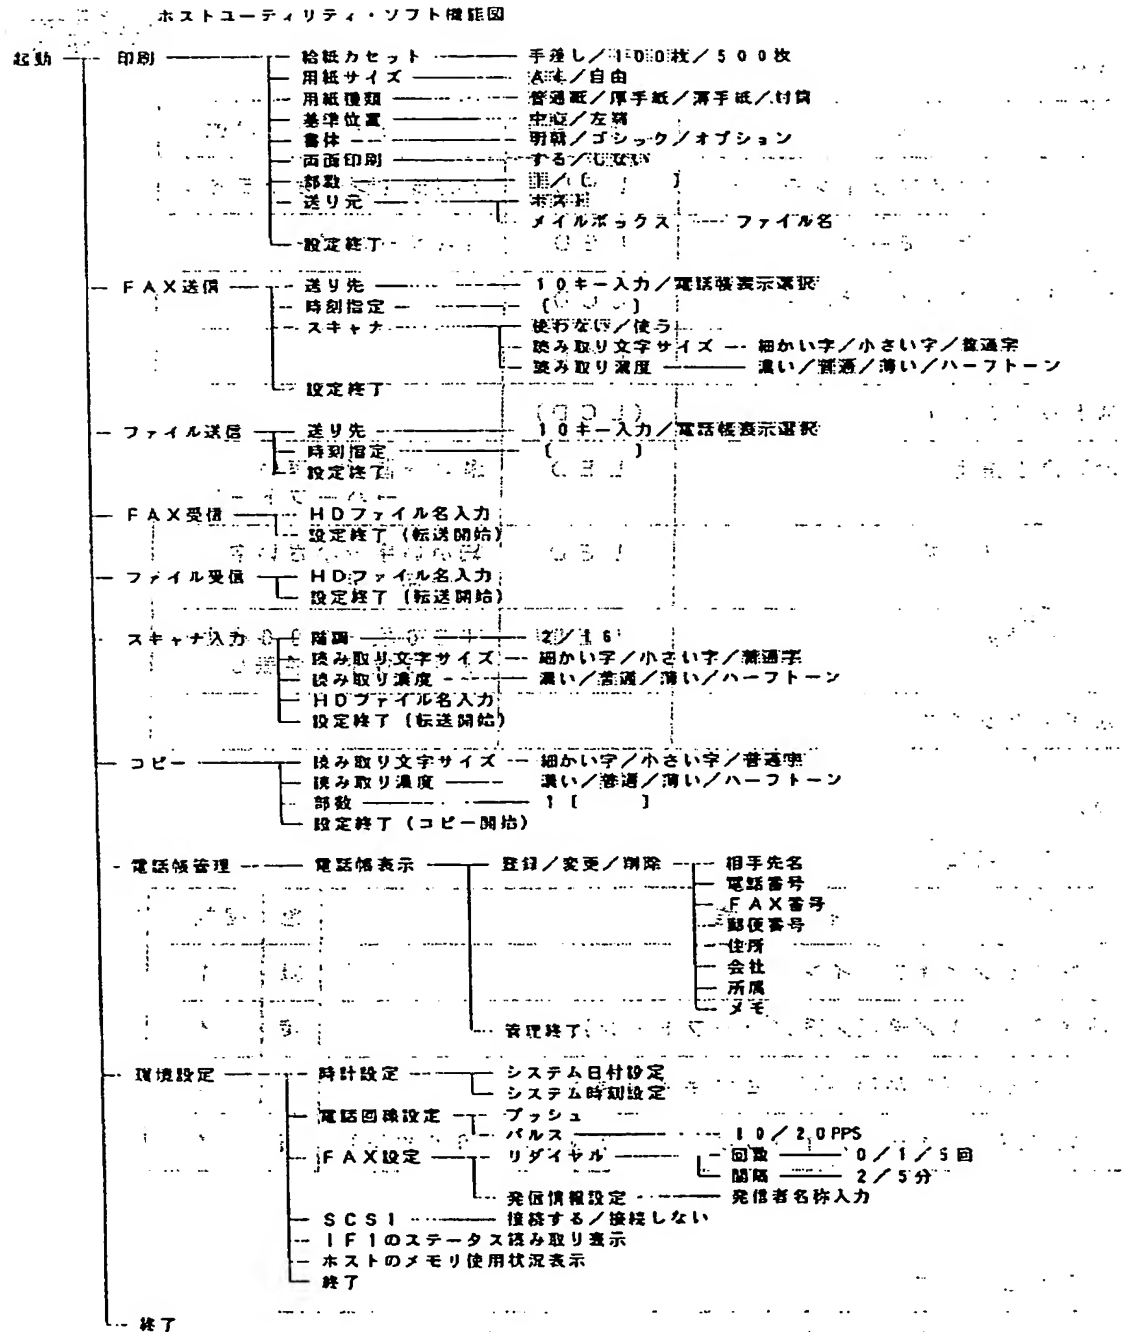 ホストユーティリティ・ソフト機能図
起動 印刷 給紙カセット 手差し／100枚／500枚
用紙サイズ A4／自由
用紙種類 普通紙／厚手紙／薄手紙／封筒
基準位置 中心／左端
書体 明朝／ゴシック／オプション
両面印刷 する／しない
部数 1／[ ]
送り元 ホスト
メイルボックス ファイル名
設定終了
FAX送信 送り先 10キー入力／電話帳表示選択
時刻指定 [ ]
スキャナ 使わない／使う
読み取り文字サイズ 細かい字／小さい字／普通字
読み取り濃度 濃い／普通／薄い／ハーフトーン
設定終了
ファイル送信 送り先 10キー入力／電話帳表示選択
時刻指定 [ ]
設定終了
FAX受信 HDファイル名入力
設定終了(転送開始)
ファイル受信 HDファイル名入力
設定終了(転送開始)
スキャナ入力 階調 2／16
読み取り文字サイズ 細かい字／小さい字／普通字
読み取り濃度 濃い／普通／薄い／ハーフトーン
HDファイル名入力
設定終了(転送開始)
コピー 読み取り文字サイズ 細かい字／小さい字／普通字
読み取り濃度 濃い／普通／薄い／ハーフトーン
部数 1 [ ]
設定終了(コピー開始)
電話帳管理 電話帳表示 登録／変更／削除 相手先名
電話番号
FAX番号
郵便番号
住所
会社
所属
メモ
管理終了
環境設定 時計設定 システム日付設定
システム時刻設定
電話回線設定 プッシュ
パルス 10／20PPS
FAX設定 リダイヤル 回数 0／1／5回
間隔 2／5分
発信情報設定 発信者名称入力
SCSI 接続する／接続しない
IF1のステータス読み取り表示
ホストのメモリ使用状況表示
終了
終了